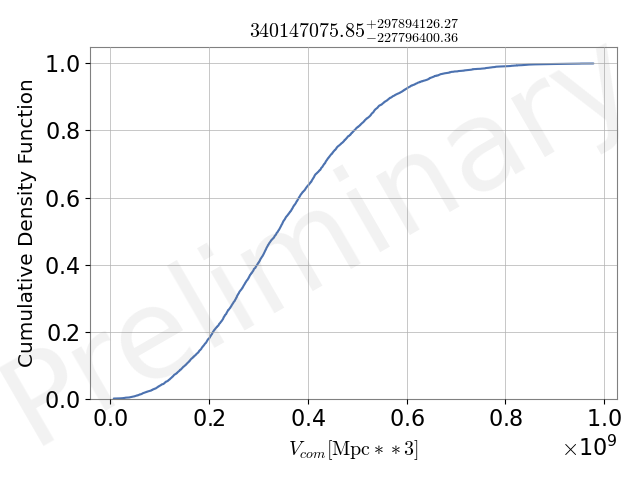 340147075.85+297894126.27
−227796400.36
Cumulative Density Function
1.0
0.8
0.6
0.4
0.2
0.0
0.0 0.2 0.4 0.6 0.8 1.0
×10⁹
V_com[Mpc * *3]
Preliminary